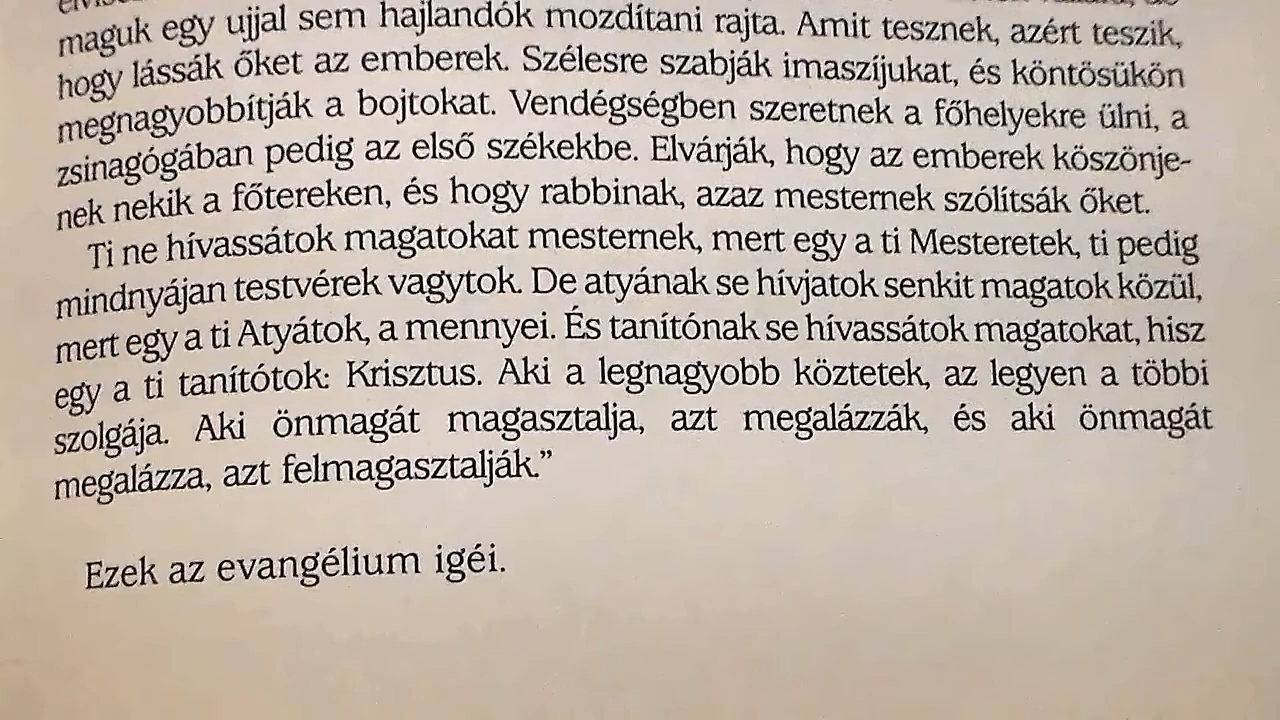 maguk egy ujjal sem hajlandók mozdítani rajta. Amit tesznek, azért teszik,
hogy lássák őket az emberek. Szélesre szabják imaszíjukat, és köntösükön
megnagyobbítják a bojtokat. Vendégségben szeretnek a főhelyekre ülni, a
zsinagógában pedig az első székekbe. Elvárják, hogy az emberek köszönje-
nek nekik a főtereken, és hogy rabbinak, azaz mesternek szólítsák őket.
Ti ne hívassátok magatokat mesternek, mert egy a ti Mesteretek, ti pedig
mindnyájan testvérek vagytok. De atyának se hívjatok senkit magatok közül,
mert egy a ti Atyátok, a mennyei. És tanítónak se hívassátok magatokat, hisz
egy a ti tanítótok: Krisztus. Aki a legnagyobb köztetek, az legyen a többi
szolgája. Aki önmagát magasztalja, azt megalázzák, és aki önmagát
megalázza, azt felmagasztalják.”
Ezek az evangélium igéi.